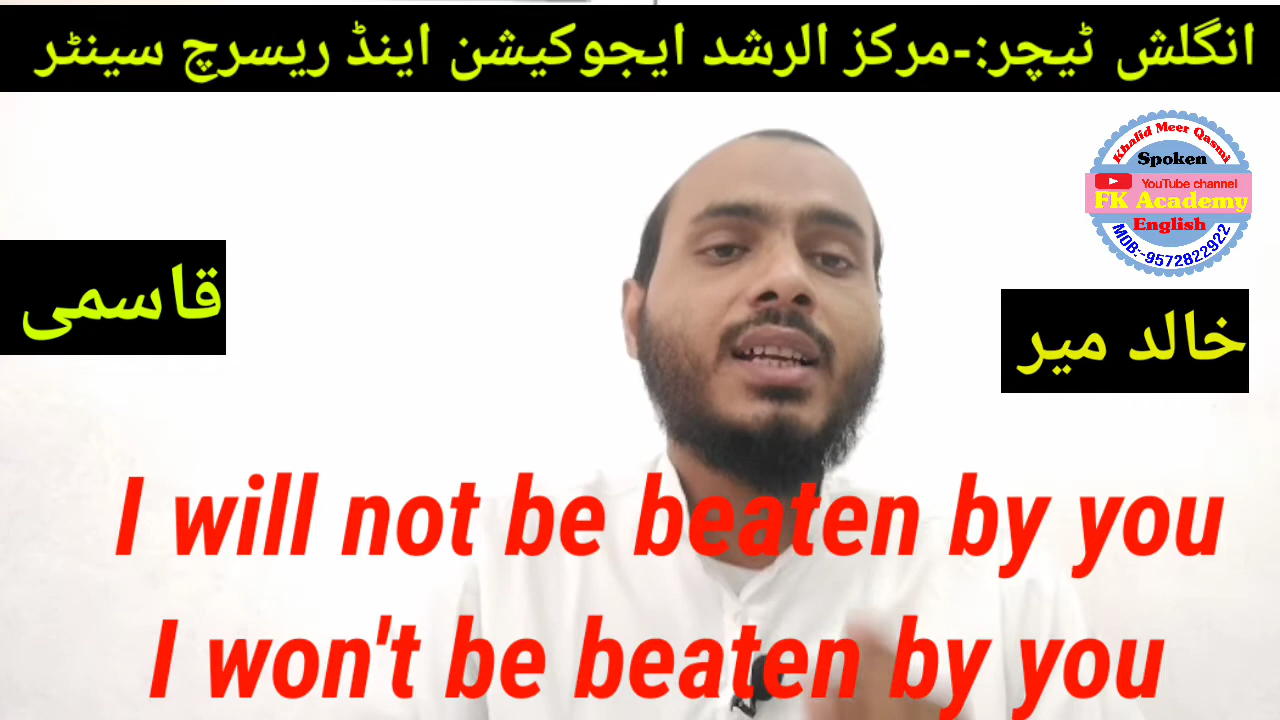 انگلش ٹیچر:-مرکز الرشد ایجوکیشن اینڈ ریسرچ سینٹر
Khalid Meer Qasmi
Spoken
YouTube channel
FK Academy
English
MOB:-9572822922
خالد میر
قاسمی
I will not be beaten by you
I won't be beaten by you